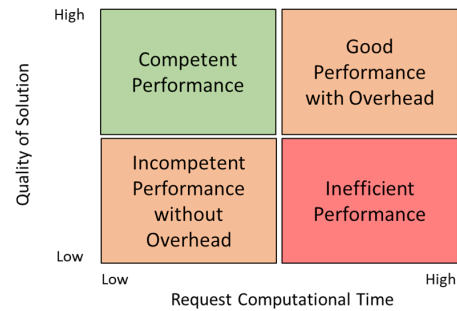 High
Competent
Performance
Good
Performance
with Overhead
Quality of Solution
Incompetent
Performance
without
Overhead
Inefficient
Performance
Low
Low
High
Request Computational Time